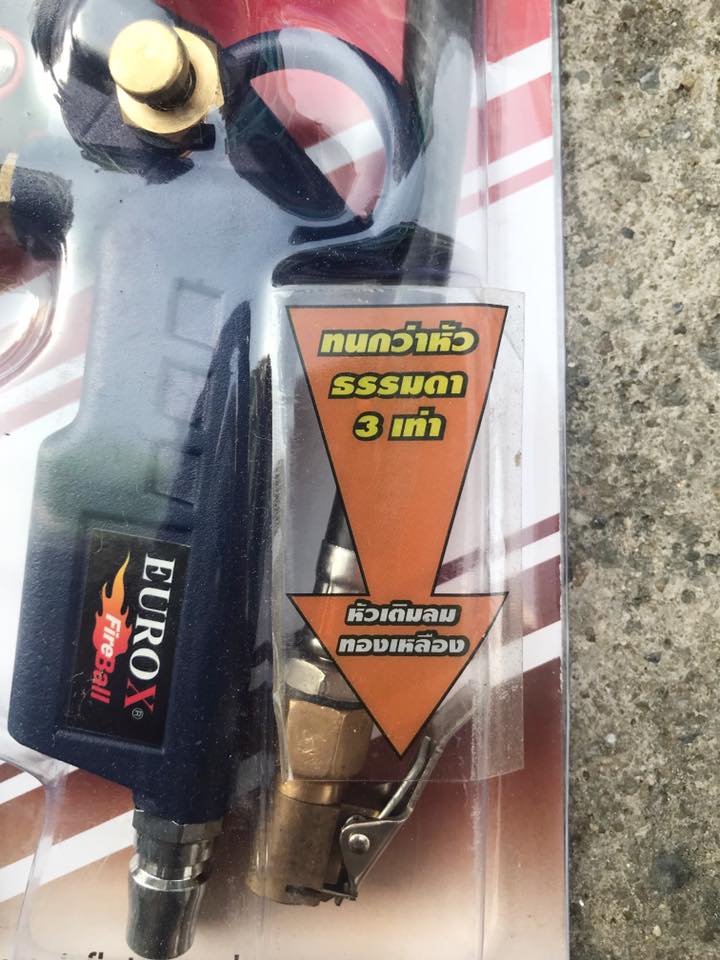 ทนกว่าหัว
ธรรมดา
3 เท่า
หัวเติมลม
ทองเหลือง
EUROX®
FireBall